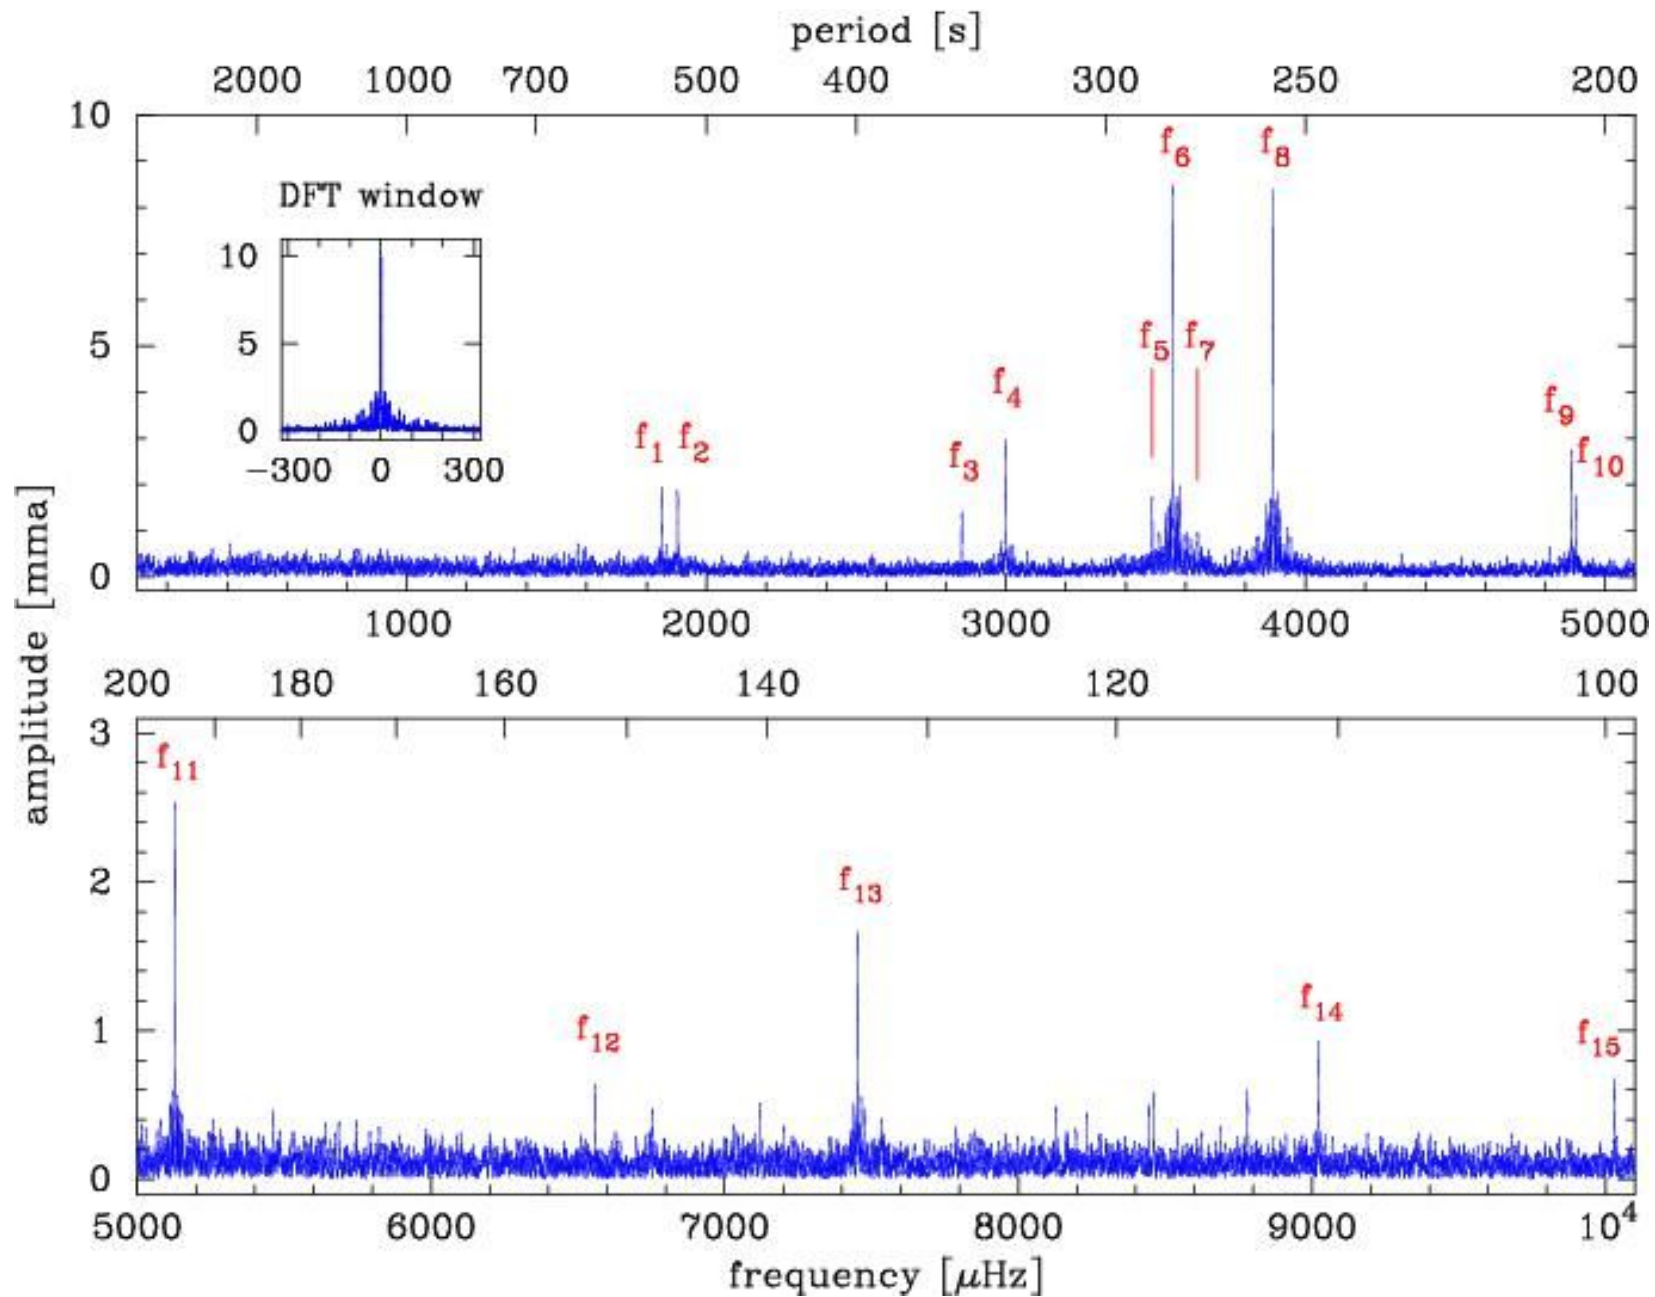 period [s]
2000 1000 700 500 400 300 250 200
10
f6 f8
DFT window
10
5
0
−300 0 300
5
f5 f7
f4
f9
f1 f2
f3
f10
0
1000 2000 3000 4000 5000
amplitude [mma]
200 180 160 140 120 100
3
f11
2
f13
1
f12
f14
f15
0
5000 6000 7000 8000 9000 10⁴
frequency [μHz]